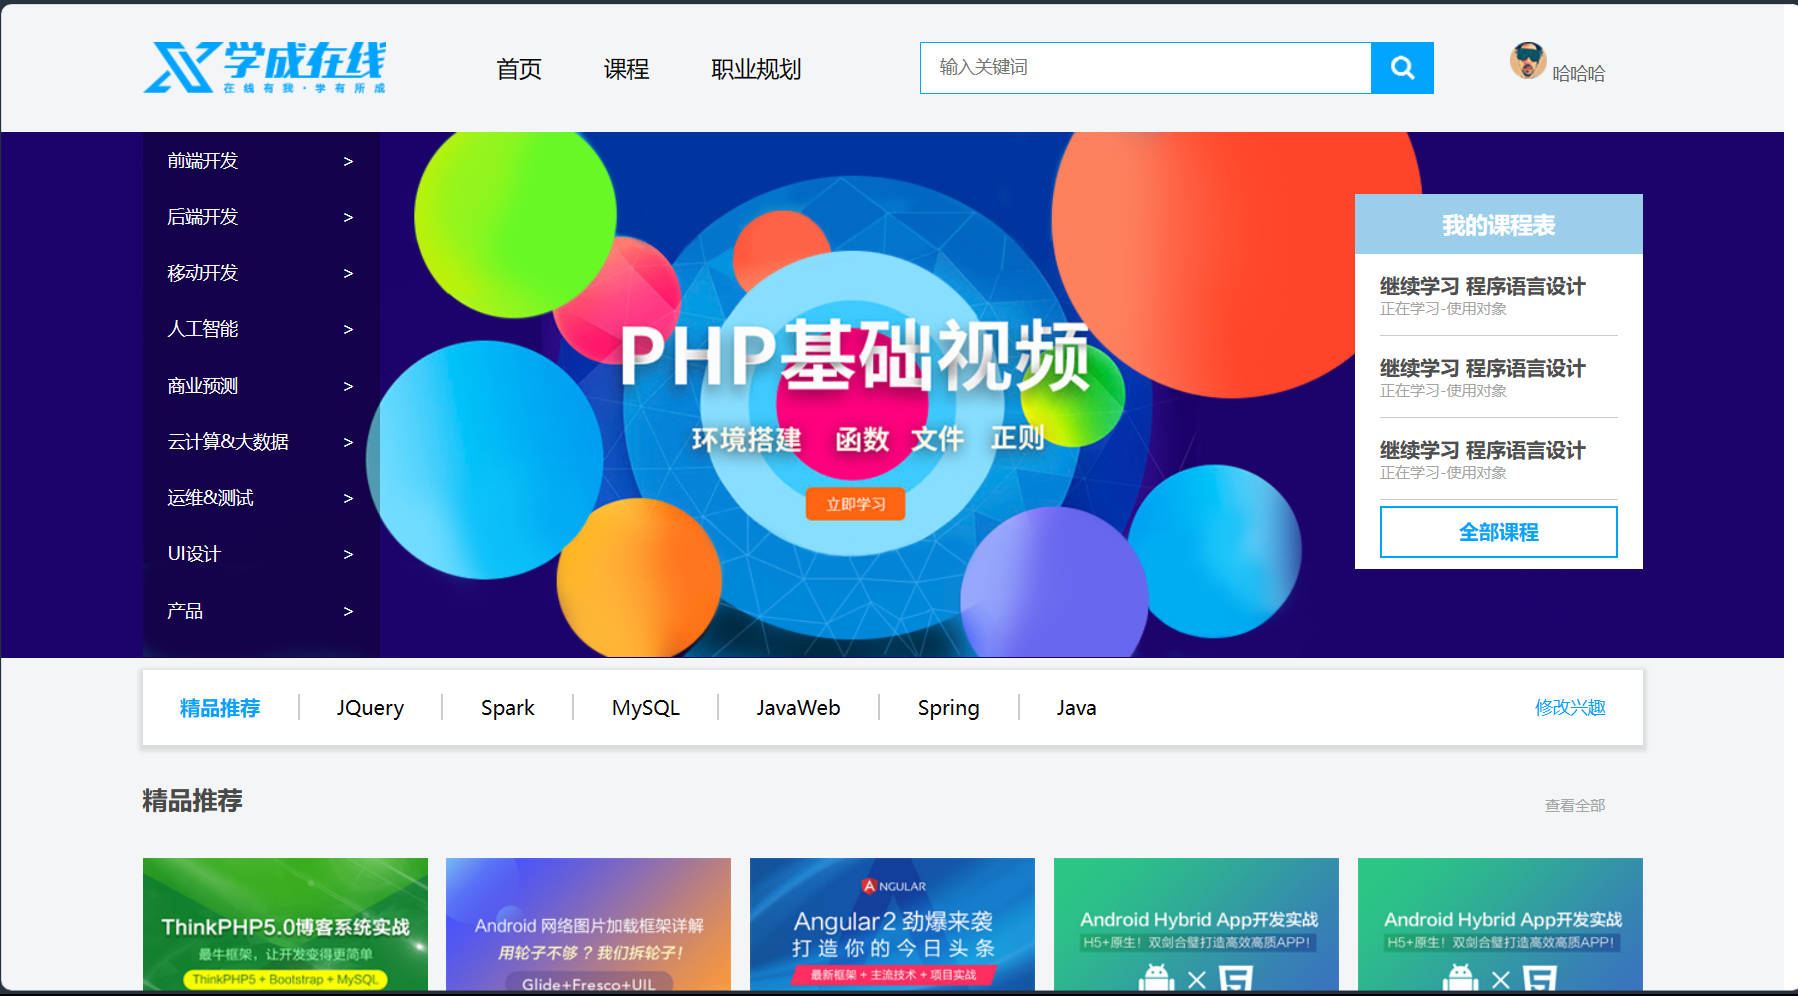 学成在线
在线有我·学有所成
首页 课程 职业规划
输入关键词
哈哈哈
前端开发 >
后端开发 >
移动开发 >
人工智能 >
商业预测 >
云计算&大数据 >
运维&测试 >
UI设计 >
产品 >
PHP基础视频
环境搭建 函数 文件 正则
立即学习
我的课程表
继续学习 程序语言设计
正在学习-使用对象
继续学习 程序语言设计
正在学习-使用对象
继续学习 程序语言设计
正在学习-使用对象
全部课程
精品推荐 JQuery Spark MySQL JavaWeb Spring Java 修改兴趣
精品推荐 查看全部
ThinkPHP5.0博客系统实战
最牛框架，让开发变得更简单
ThinkPHP5 + Bootstrap + MySQL
Android 网络图片加载框架详解
用轮子不够？我们拆轮子！
Glide+Fresco+UIL
ANGULAR
Angular2 劲爆来袭
打造你的今日头条
最新框架 + 主流技术 + 项目实战
Android Hybrid App开发实战
H5+原生！双剑合璧打造高效高质APP！
Android Hybrid App开发实战
H5+原生！双剑合璧打造高效高质APP！